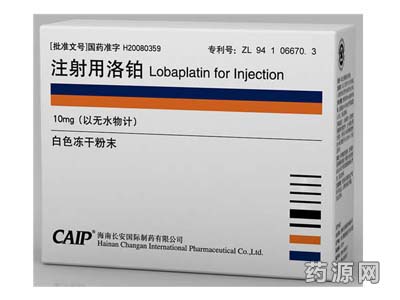 [批准文号]国药准字 H20080359 专利号：ZL 94 1 06670. 3
注射用洛铂 Lobaplatin for Injection
10mg（以无水物计）
白色冻干粉末
CAIP 海南长安国际制药有限公司
Hainan Changan International Pharmaceutical Co.,Ltd.
药源网